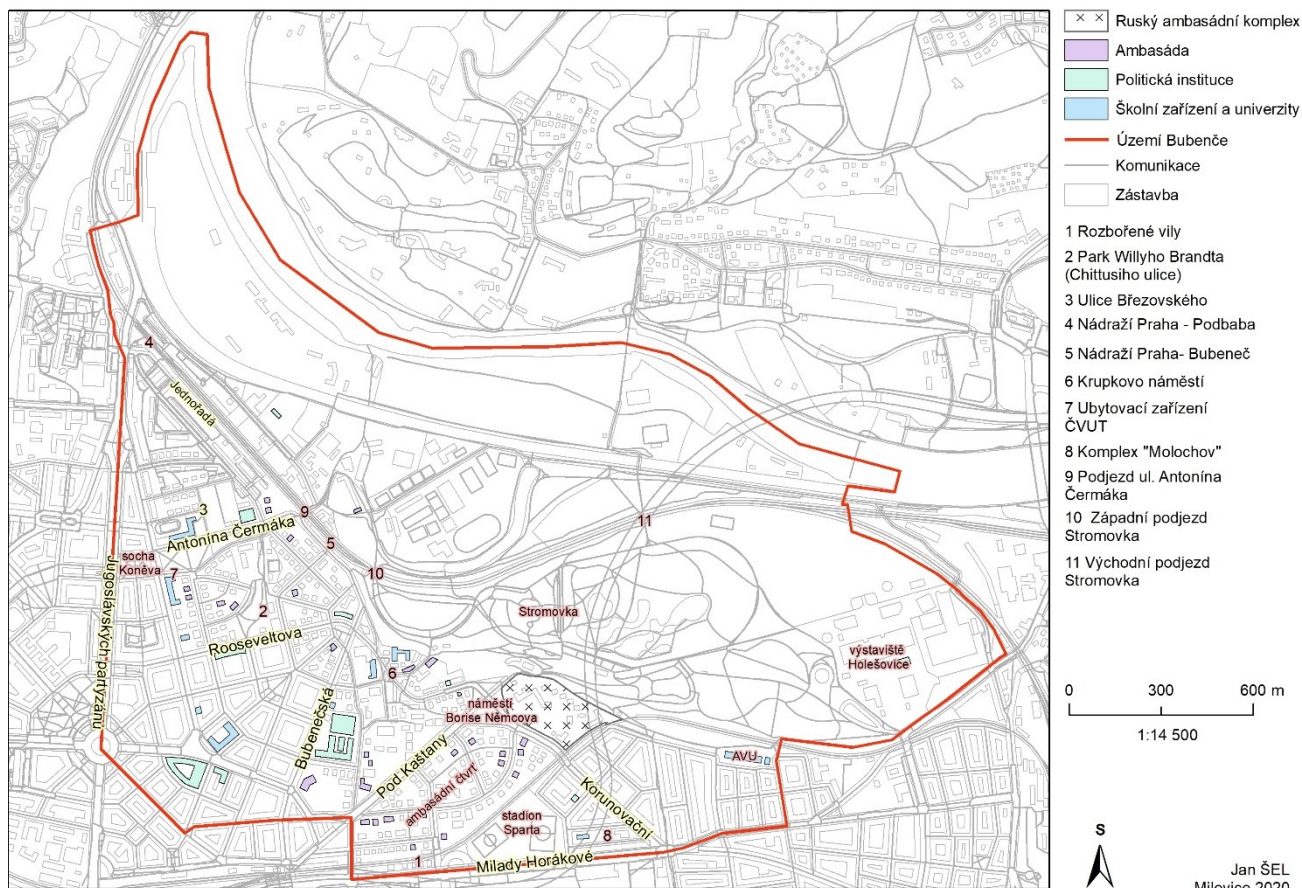 4
Jednořadá
3
9
Antonína Čermáka
5
11
socha
Koněva
7
10
2
Stromovka
Jugoslávských partyzánů
Rooseveltova
výstaviště
Holešovice
6
náměstí
Borise Němcova
Bubenečská
Pod Kaštany
AVU
ambasádní čtvrť
Korunovační
stadion
Sparta
8
1
Milady Horákové
Ruský ambasádní komplex
Ambasáda
Politická instituce
Školní zařízení a univerzity
Území Bubenče
Komunikace
Zástavba
1 Rozbořené vily
2 Park Willyho Brandta
(Chittusiho ulice)
3 Ulice Březovského
4 Nádraží Praha - Podbaba
5 Nádraží Praha- Bubeneč
6 Krupkovo náměstí
7 Ubytovací zařízení
ČVUT
8 Komplex "Molochov"
9 Podjezd ul. Antonína
Čermáka
10 Západní podjezd
Stromovka
11 Východní podjezd
Stromovka
0 300 600 m
1:14 500
S
Jan ŠEL
Milovice 2020